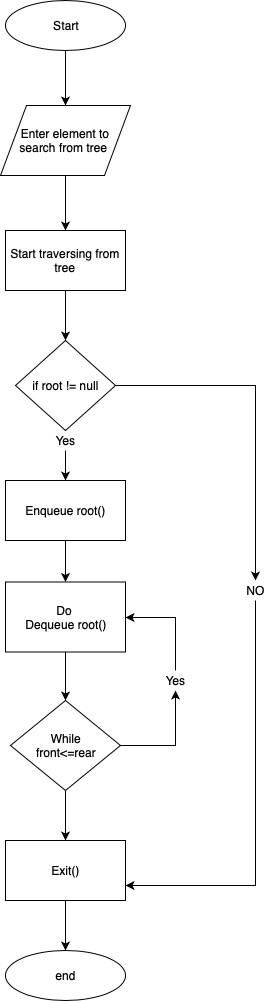 Start
Enter element to
search from tree
Start traversing from
tree
if root != null
Yes
Enqueue root()
NO
Do
Dequeue root()
Yes
While
front<=rear
Exit()
end